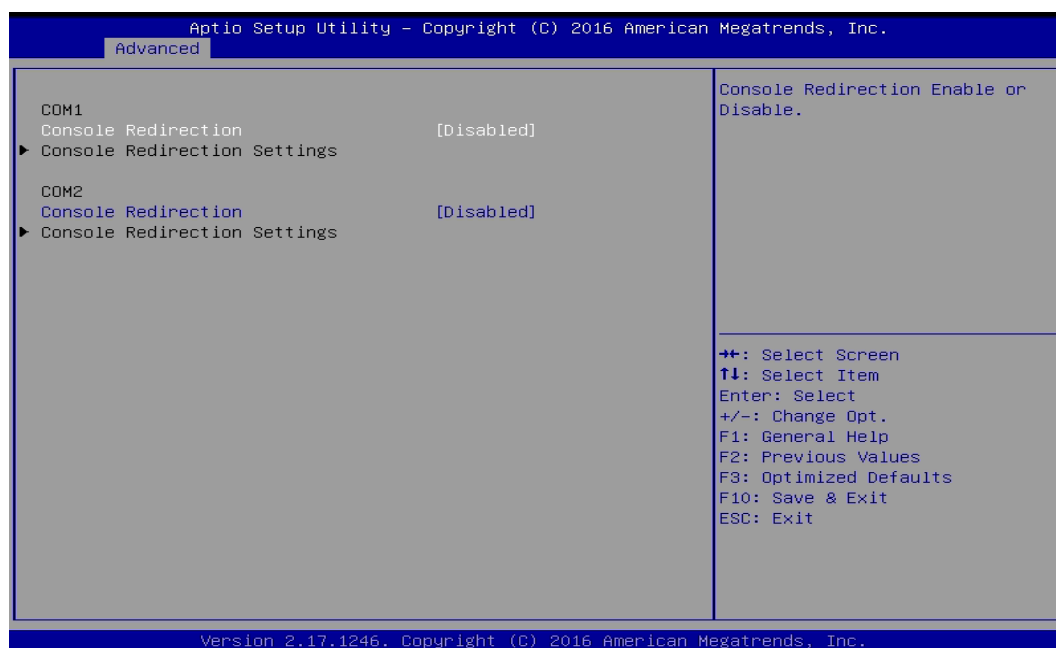 Aptio Setup Utility – Copyright (C) 2016 American Megatrends, Inc.
Advanced
COM1
Console Redirection [Disabled]
▶ Console Redirection Settings
COM2
Console Redirection [Disabled]
▶ Console Redirection Settings
Console Redirection Enable or
Disable.
→←: Select Screen
↑↓: Select Item
Enter: Select
+/-: Change Opt.
F1: General Help
F2: Previous Values
F3: Optimized Defaults
F10: Save & Exit
ESC: Exit
Version 2.17.1246. Copyright (C) 2016 American Megatrends, Inc.